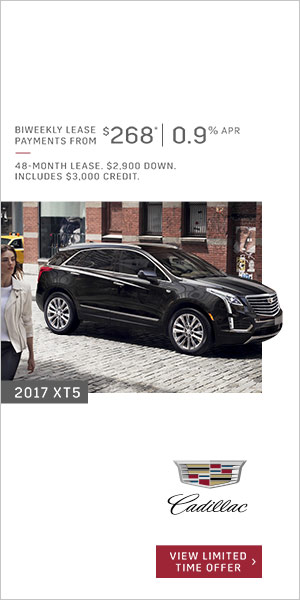 BIWEEKLY LEASE
PAYMENTS FROM
$268* | 0.9% APR
48-MONTH LEASE. $2,900 DOWN.
INCLUDES $3,000 CREDIT.
2017 XT5
Cadillac
VIEW LIMITED
TIME OFFER ›